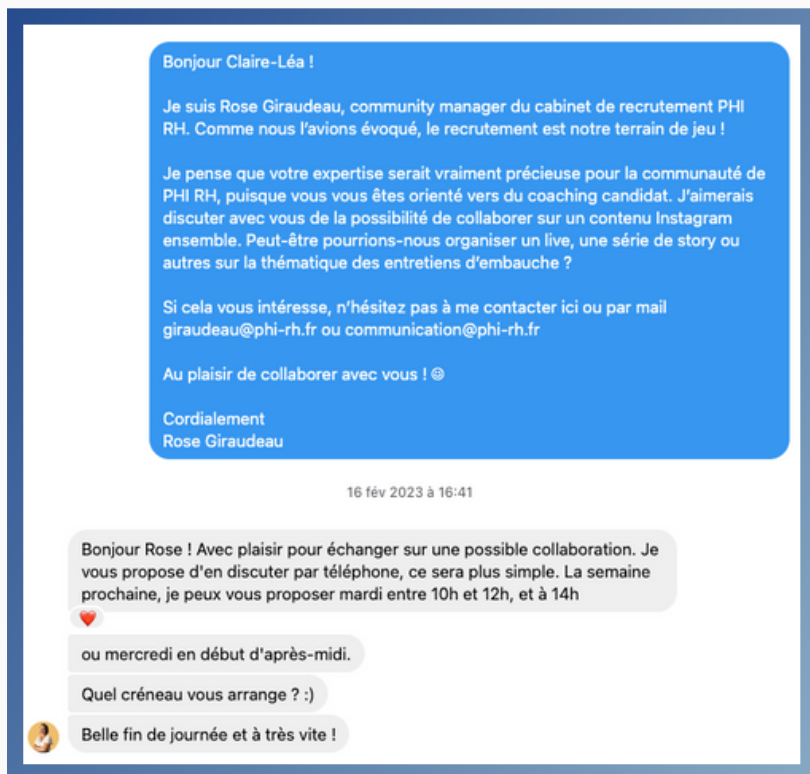 Bonjour Claire-Léa !
Je suis Rose Giraudeau, community manager du cabinet de recrutement PHI
RH. Comme nous l’avions évoqué, le recrutement est notre terrain de jeu !
Je pense que votre expertise serait vraiment précieuse pour la communauté de
PHI RH, puisque vous vous êtes orienté vers du coaching candidat. J’aimerais
discuter avec vous de la possibilité de collaborer sur un contenu Instagram
ensemble. Peut-être pourrions-nous organiser un live, une série de story ou
autres sur la thématique des entretiens d’embauche ?
Si cela vous intéresse, n’hésitez pas à me contacter ici ou par mail
giraudeau@phi-rh.fr ou communication@phi-rh.fr
Au plaisir de collaborer avec vous ! ☺
Cordialement
Rose Giraudeau
16 fév 2023 à 16:41
Bonjour Rose ! Avec plaisir pour échanger sur une possible collaboration. Je
vous propose d'en discuter par téléphone, ce sera plus simple. La semaine
prochaine, je peux vous proposer mardi entre 10h et 12h, et à 14h
❤️
ou mercredi en début d'après-midi.
Quel créneau vous arrange ? :)
Belle fin de journée et à très vite !